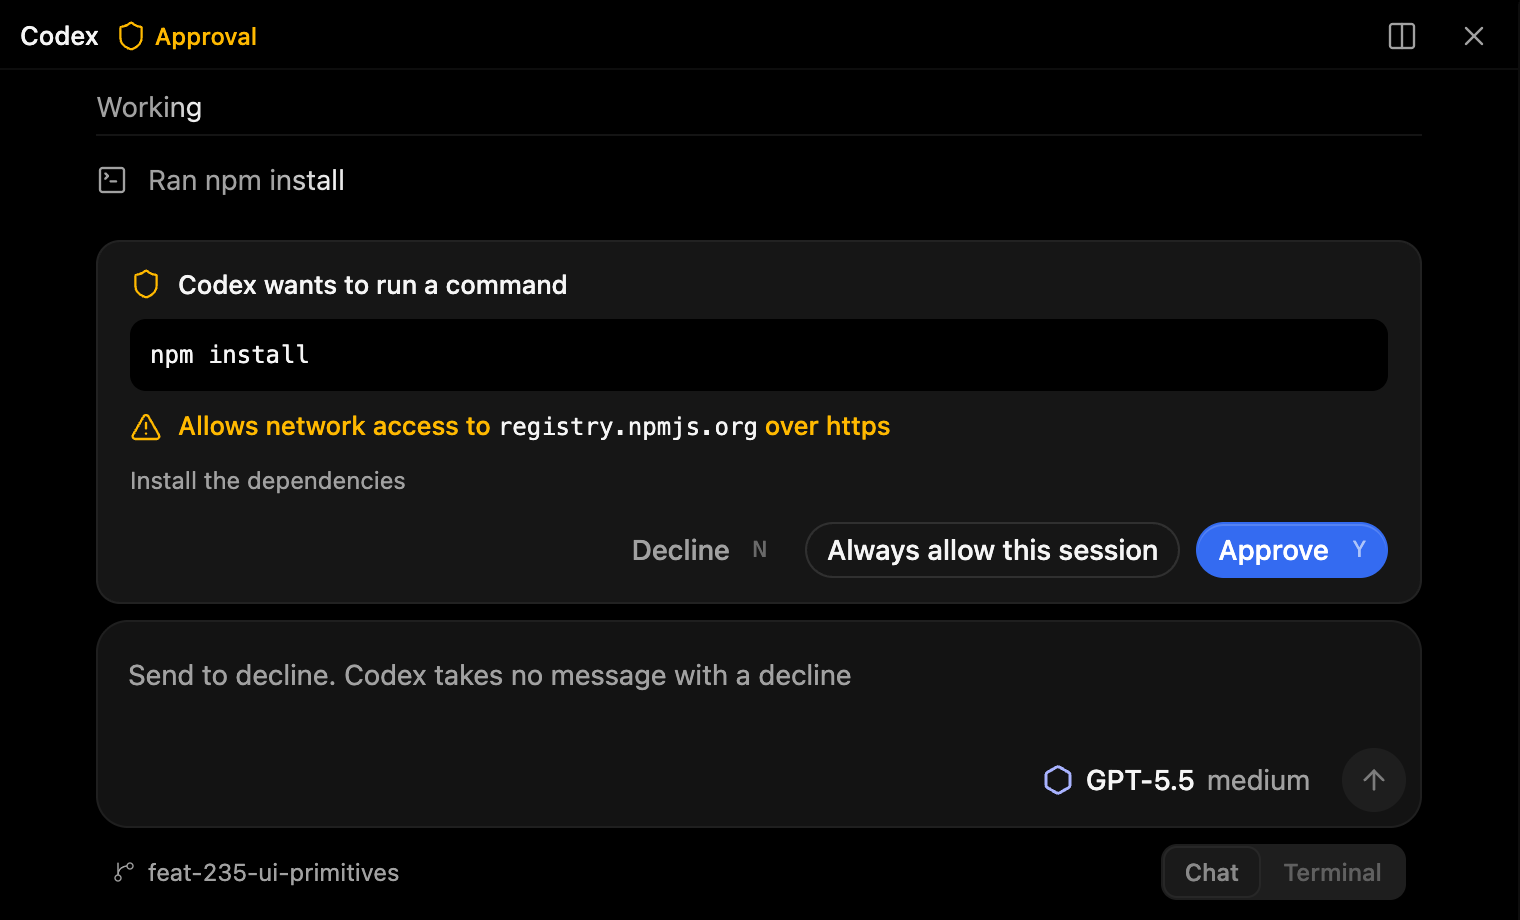 Codex Approval
Working
Ran npm install
Codex wants to run a command
npm install
Allows network access to registry.npmjs.org over https
Install the dependencies
Decline N Always allow this session Approve Y
Send to decline. Codex takes no message with a decline
GPT-5.5 medium
feat-235-ui-primitives Chat Terminal